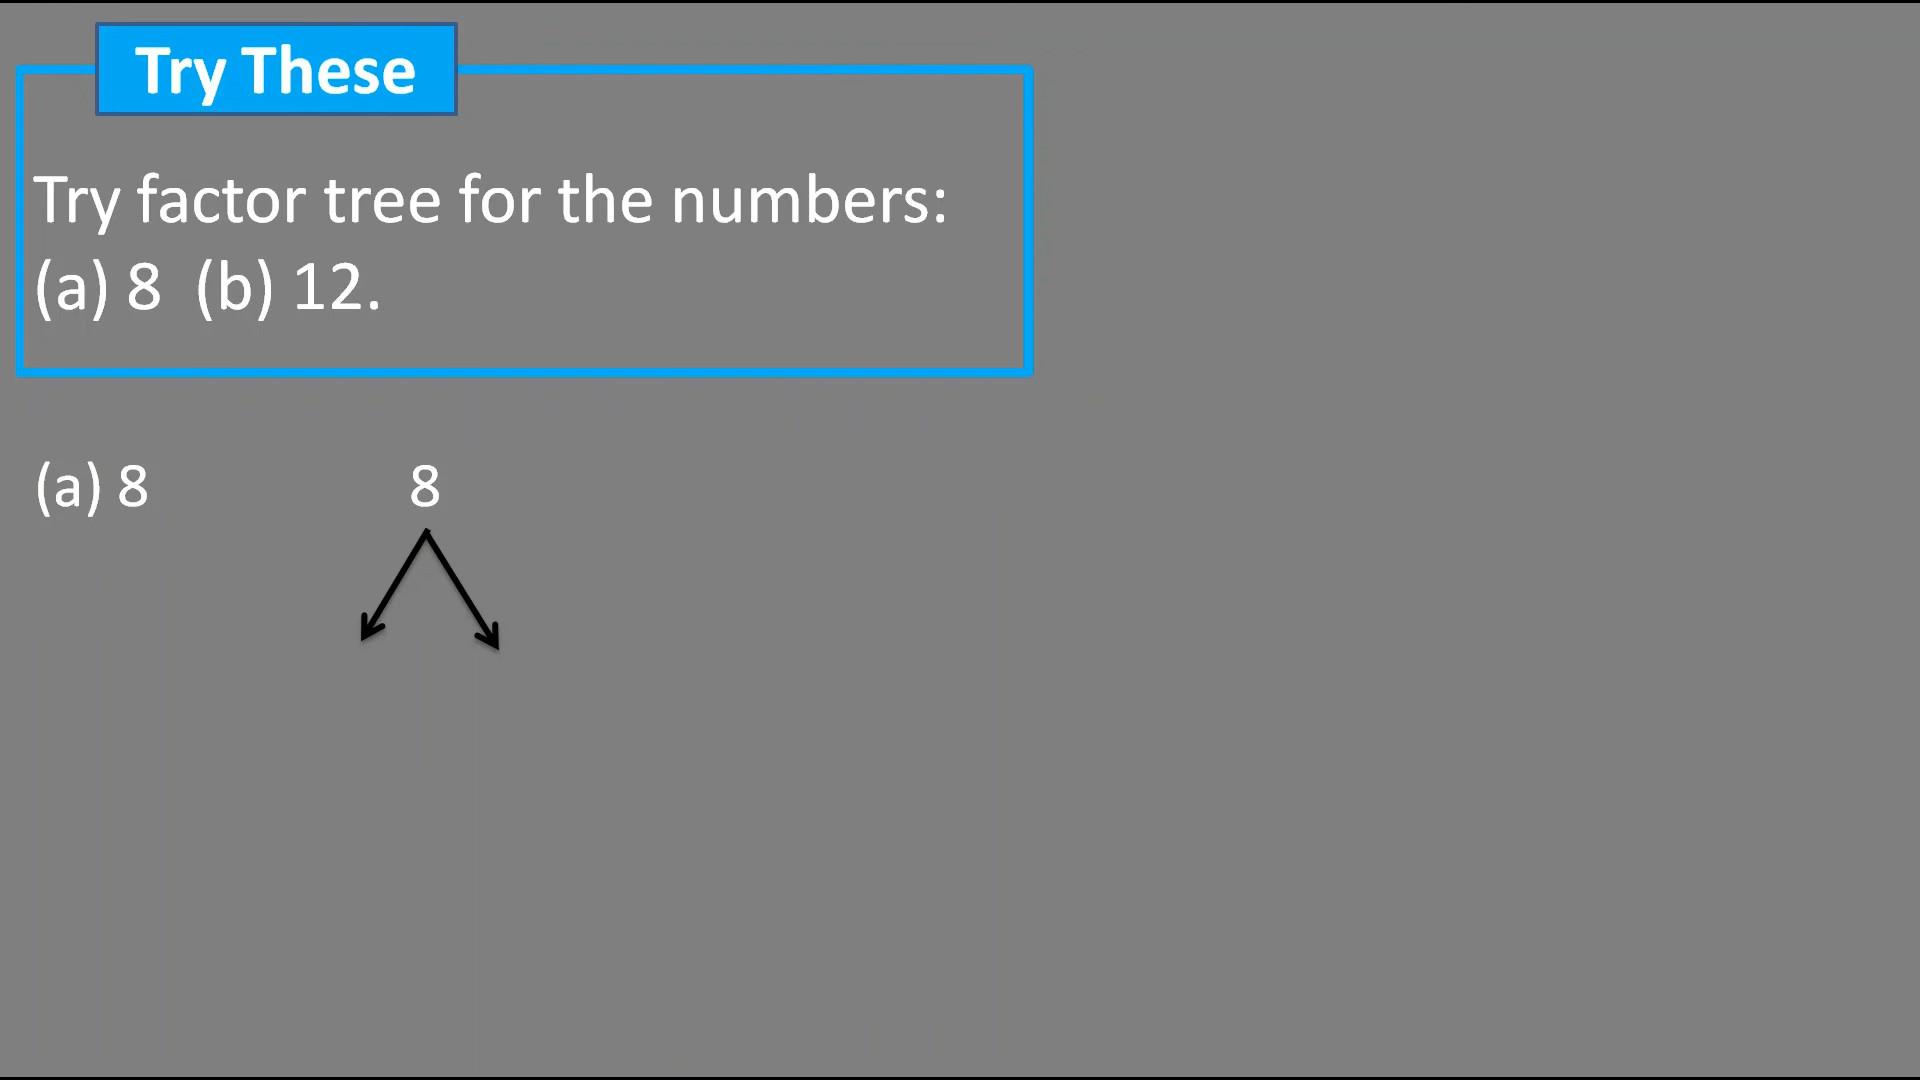 Try These
Try factor tree for the numbers:
(a) 8 (b) 12.
(a) 8 8